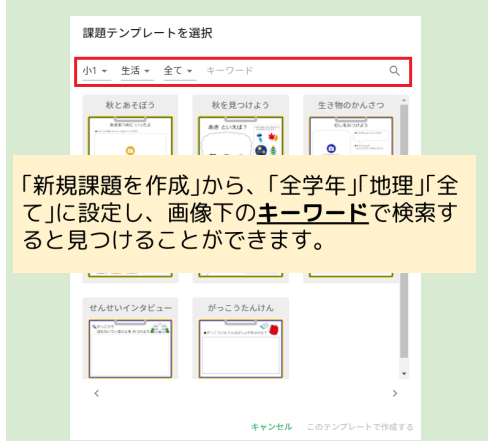 課題テンプレートを選択
小1 生活 全て キーワード
秋とあそぼう 秋を見つけよう 生き物のかんさつ
あき といえば？
「新規課題を作成」から、「全学年」「地理」「全
て」に設定し、画像下のキーワードで検索す
ると見つけることができます。
せんせいインタビュー がっこうたんけん
キャンセル このテンプレートで作成する